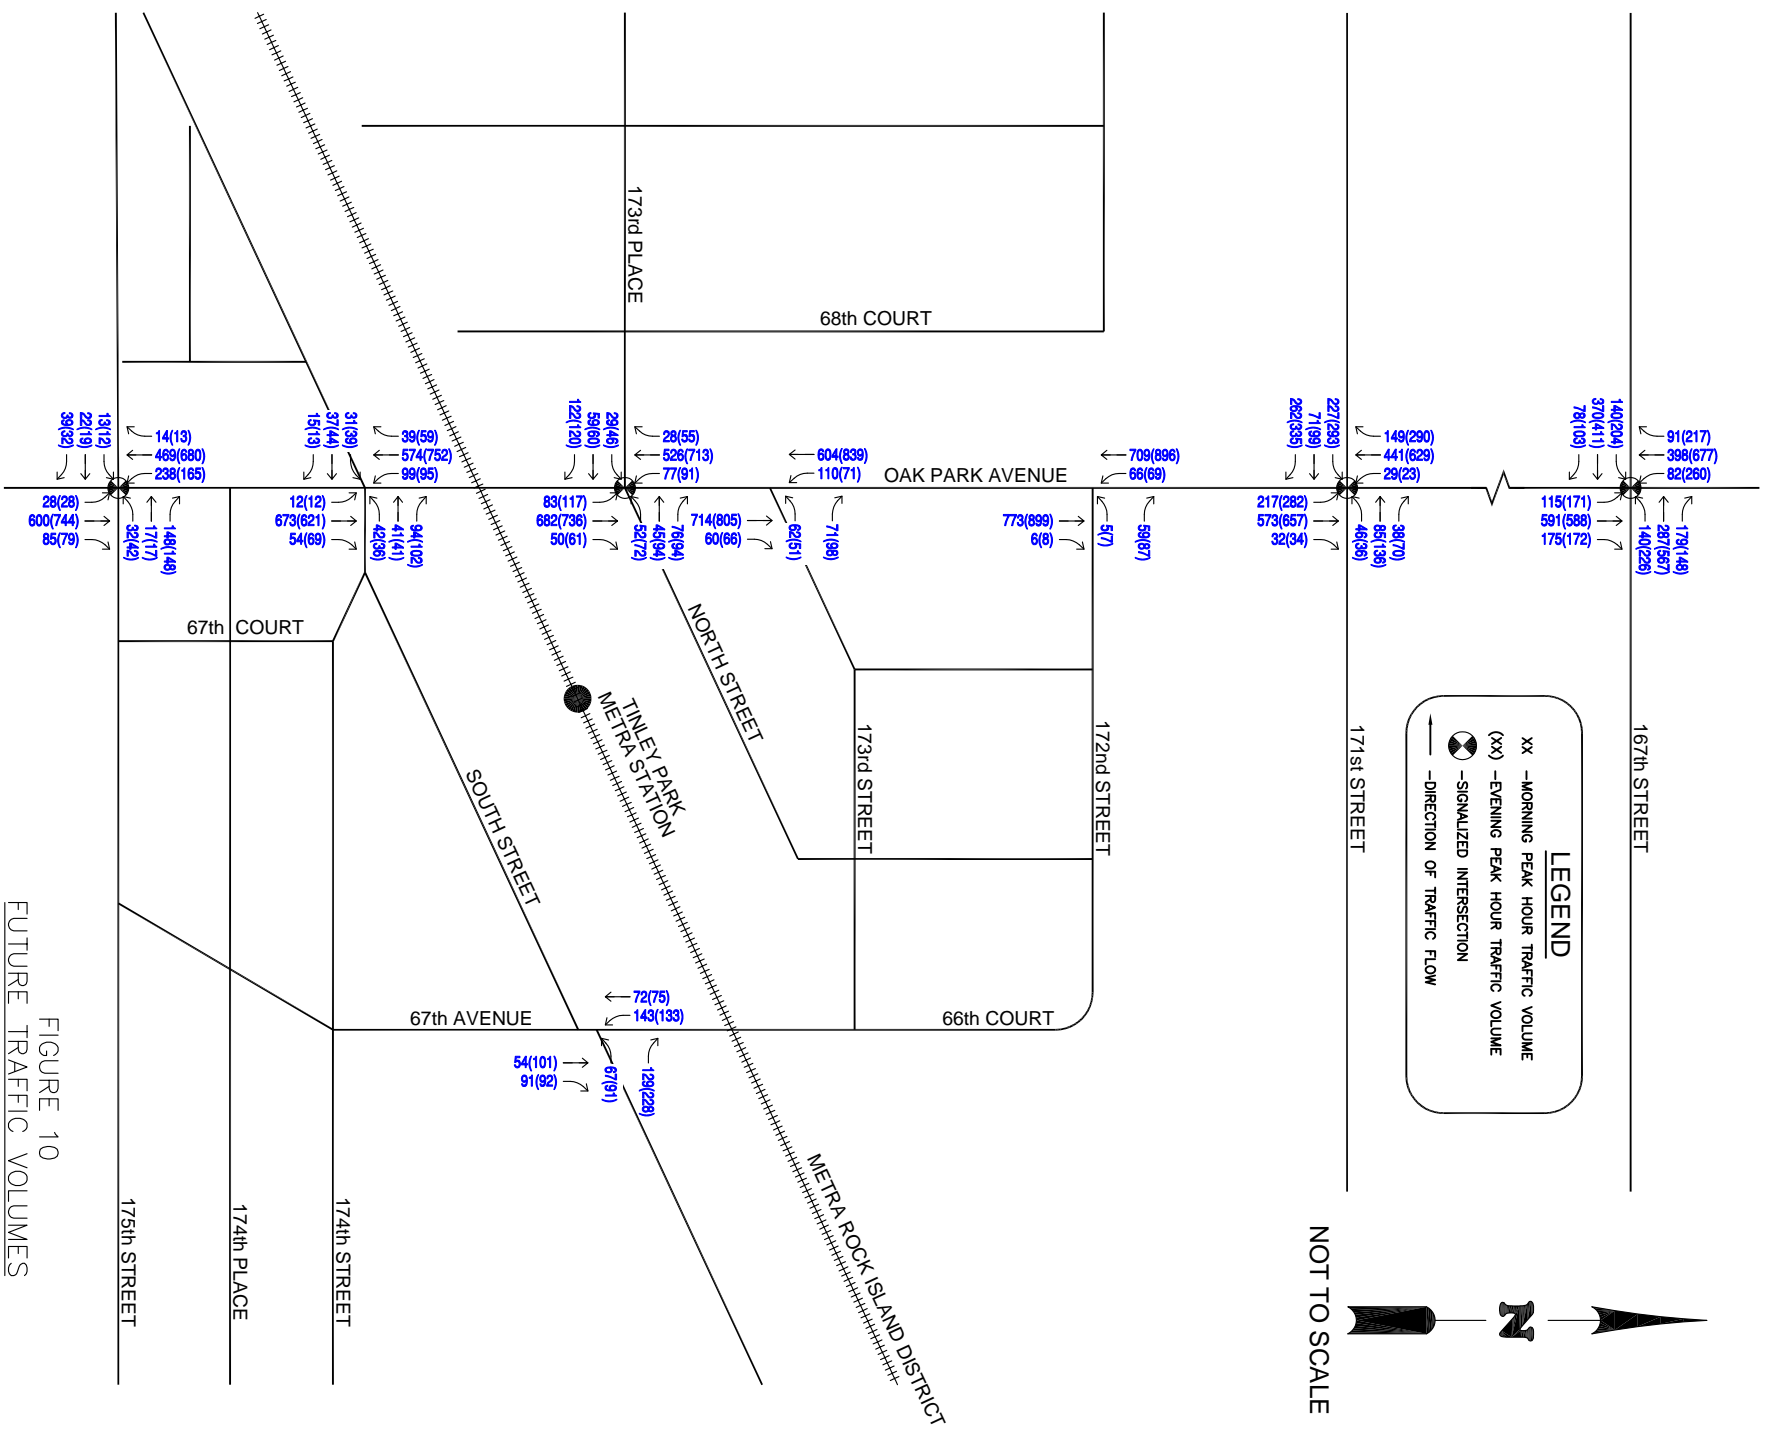 173rd PLACE
68th COURT
OAK PARK AVENUE
39(32)
22(19)
13(12)
14(13)
469(680)
238(165)
28(28)
600(744)
85(79)
32(42)
17(17)
148(148)
15(13)
37(44)
31(39)
39(59)
574(752)
99(95)
12(12)
673(621)
54(69)
42(36)
41(41)
94(102)
122(120)
59(60)
29(46)
28(55)
526(713)
77(91)
83(117)
682(736)
50(61)
52(72)
45(94)
76(94)
604(839)
110(71)
714(805)
60(66)
62(51)
71(98)
709(896)
66(69)
773(899)
6(8)
5(7)
59(87)
262(335)
71(99)
227(293)
149(290)
441(629)
29(23)
217(282)
573(657)
32(34)
46(36)
85(136)
38(70)
78(103)
370(411)
140(204)
91(217)
398(677)
82(260)
115(171)
591(588)
175(172)
140(226)
287(567)
179(148)
67th COURT
NORTH STREET
TINLEY PARK
METRA STATION
SOUTH STREET
173rd STREET
172nd STREET
171st STREET
167th STREET
LEGEND
XX -MORNING PEAK HOUR TRAFFIC VOLUME
(XX) -EVENING PEAK HOUR TRAFFIC VOLUME
-SIGNALIZED INTERSECTION
-DIRECTION OF TRAFFIC FLOW
72(75)
143(133)
67th AVENUE
66th COURT
54(101)
91(92)
67(91)
129(228)
METRA ROCK ISLAND DISTRICT
175th STREET
174th PLACE
174th STREET
N
NOT TO SCALE
FIGURE 10
FUTURE TRAFFIC VOLUMES